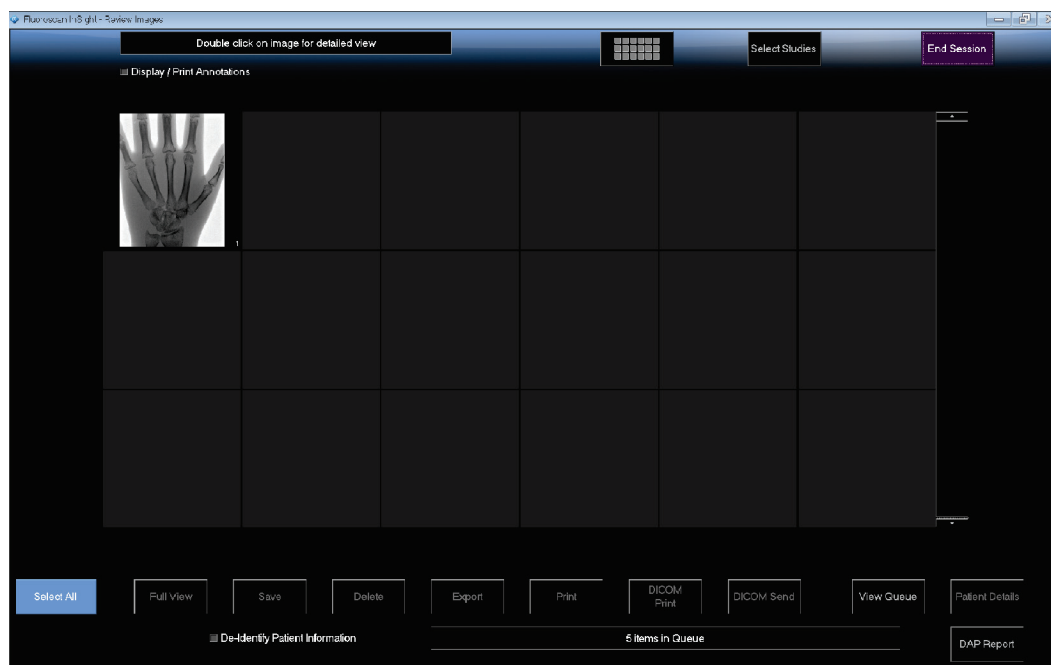 Fluoroscan InSight - Review Images
Double click on image for detailed view
Select Studies
End Session
Display / Print Annotations
1
Select All
Full View
Save
Delete
Export
Print
DICOM
Print
DICOM Send
View Queue
Patient Details
De-Identify Patient Information
5 items in Queue
DAP Report